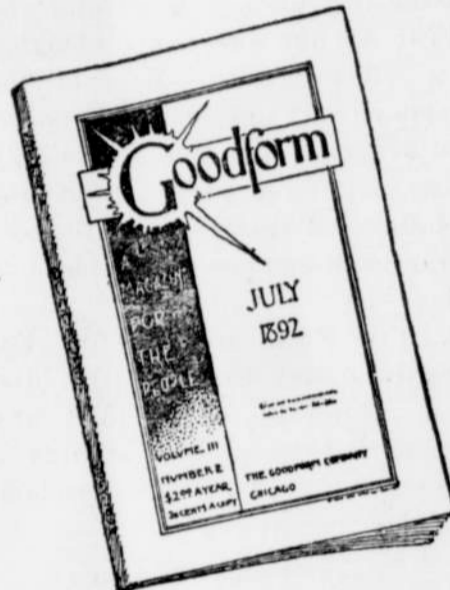 Goodform
A
MAGAZINE
FOR
THE
PEOPLE
JULY
1892
VOLUME III
NUMBER 2
$2.00 A YEAR
20 CENTS A COPY
THE GOODFORM COMPANY
CHICAGO